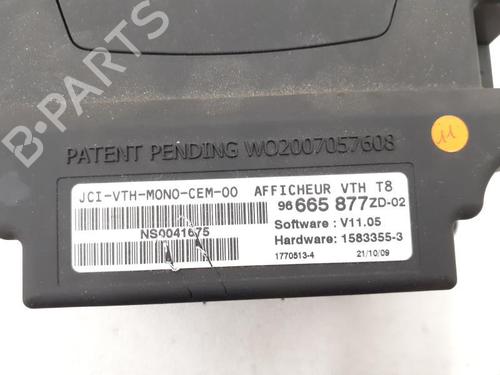 B-PARTS
11
PATENT PENDING WO2007057608
JCI-VTH-MONO-CEM-00 AFFICHEUR VTH T8
96 665 877ZD-02
NS0041675
Software : V11.05
Hardware: 1583355-3
1770513-4 21/10/09